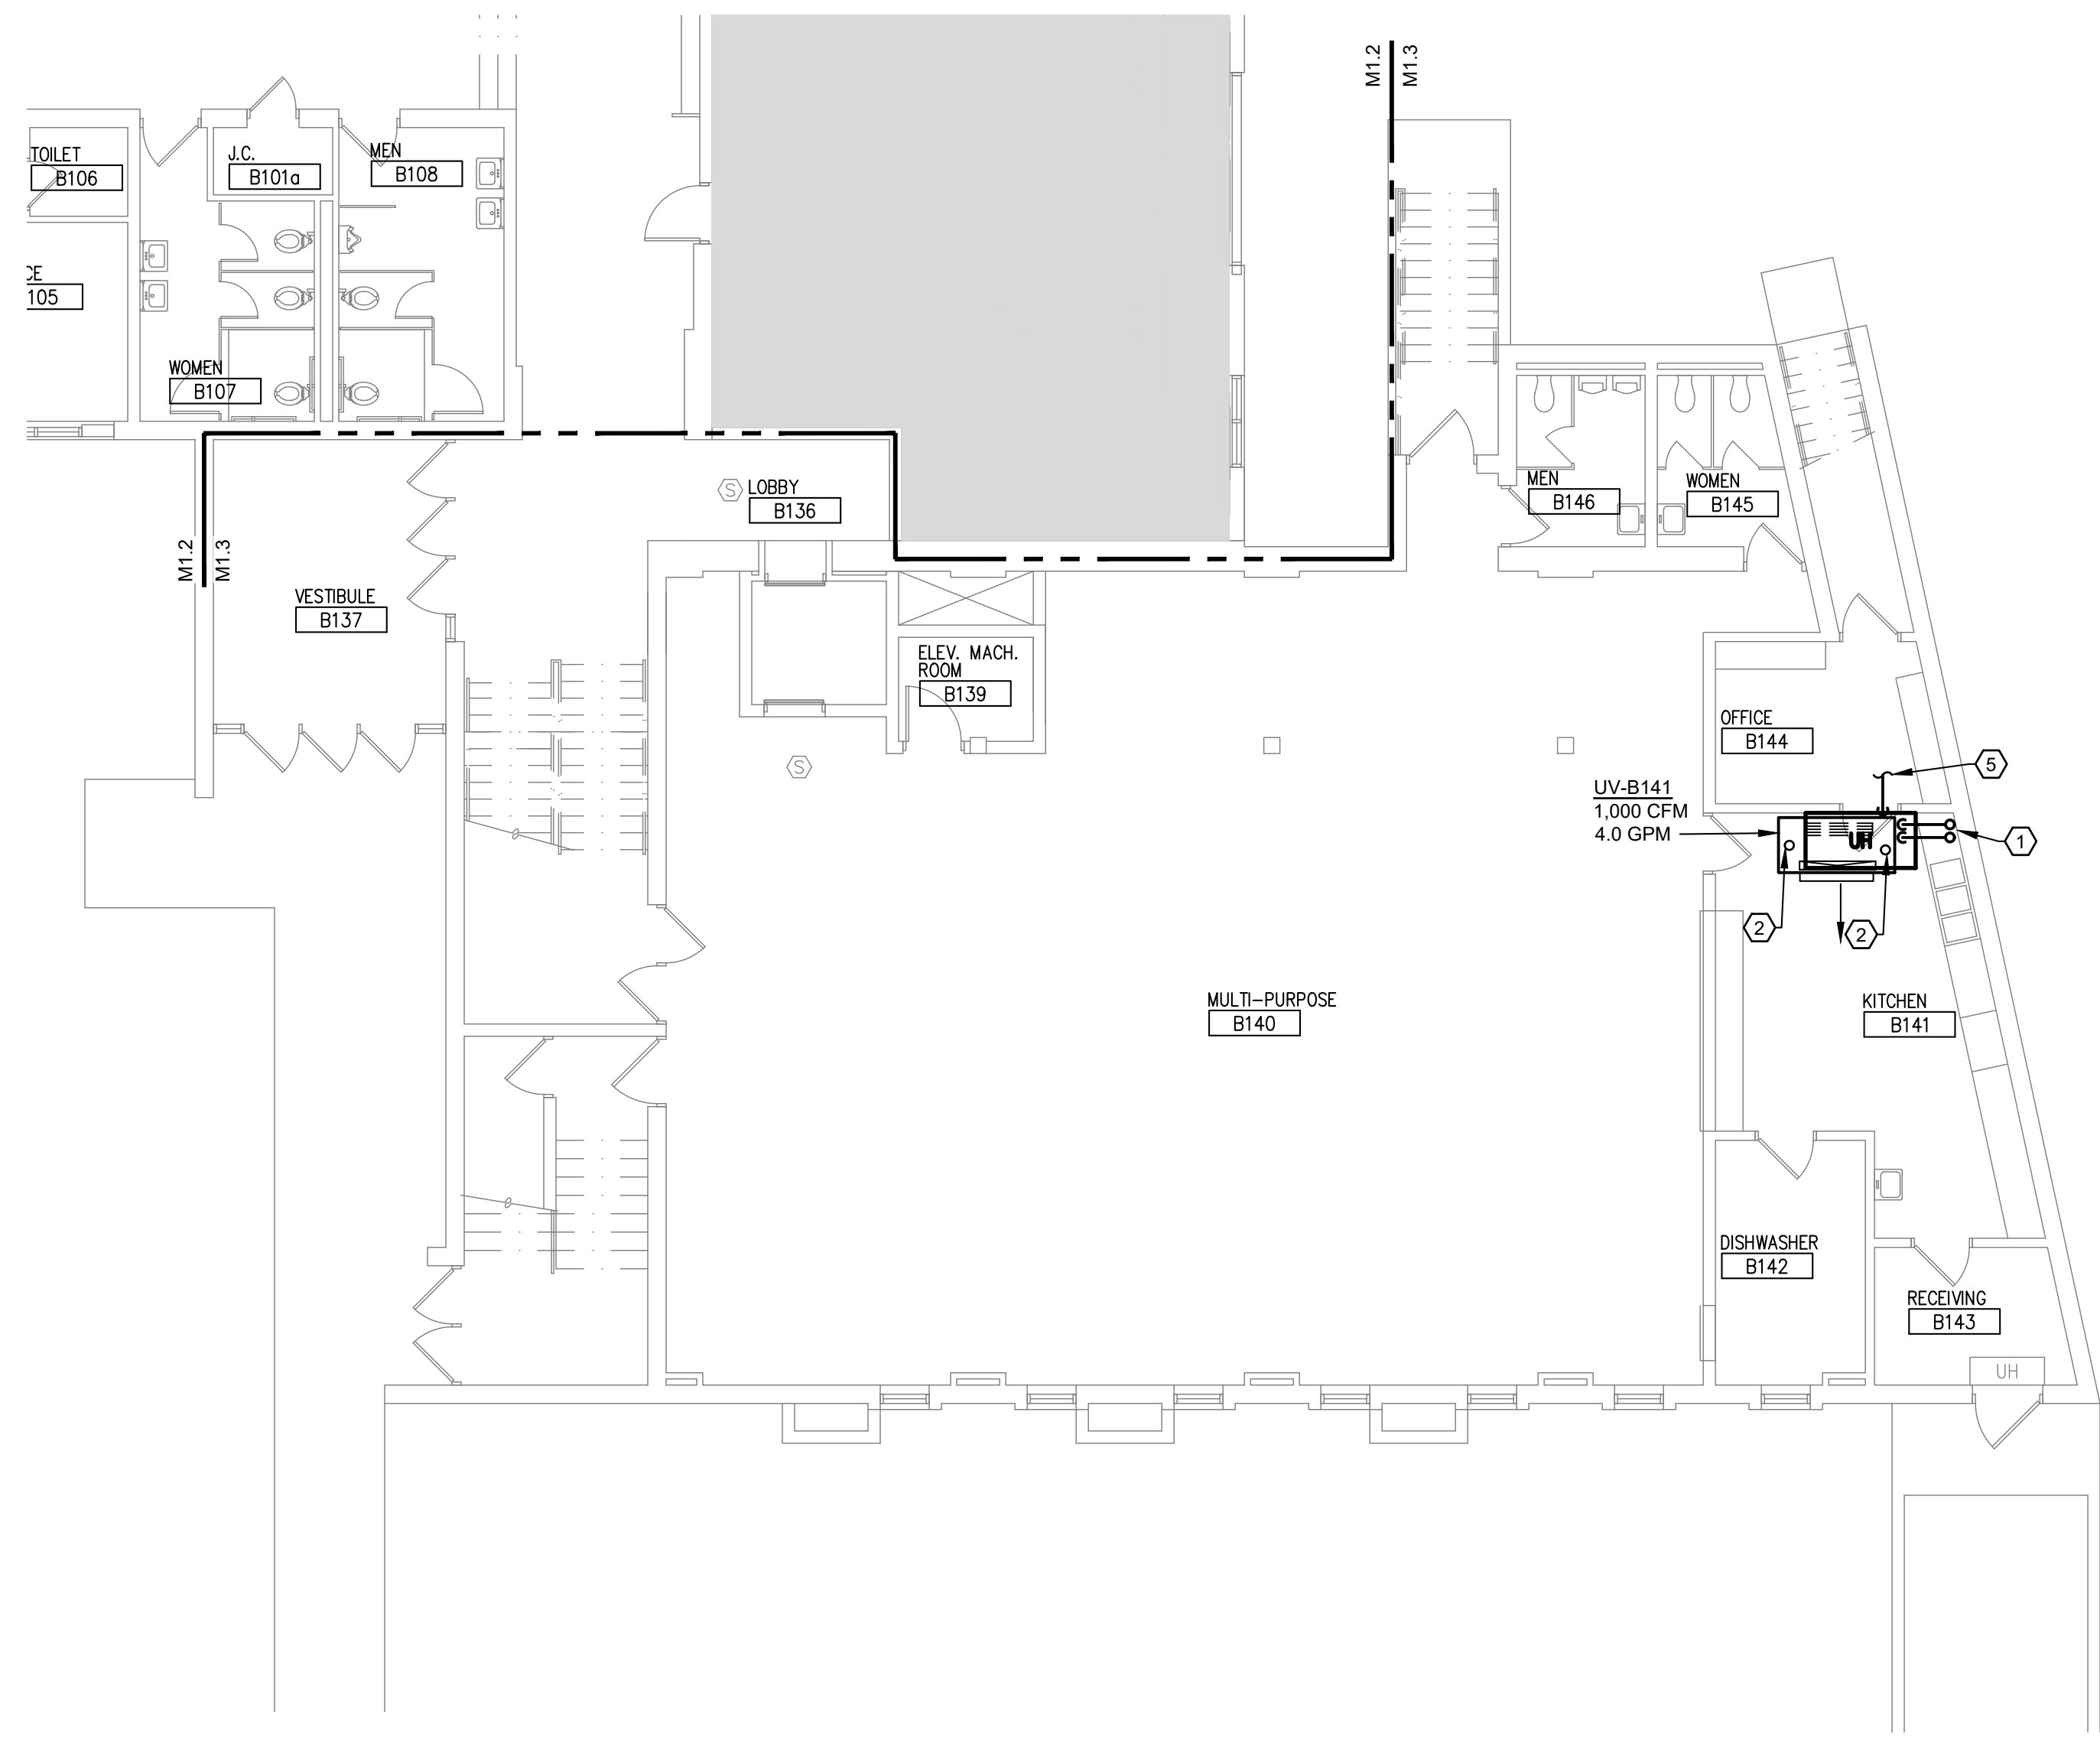 M1.2
M1.3
TOILET
B106
J.C.
B101a
MEN
B108
CE
105
WOMEN
B107
S
LOBBY
B136
MEN
B146
WOMEN
B145
M1.2
M1.3
VESTIBULE
B137
ELEV. MACH.
ROOM
B139
OFFICE
B144
S
5
UV-B141
1,000 CFM
4.0 GPM
UH
1
2
2
MULTI-PURPOSE
B140
KITCHEN
B141
DISHWASHER
B142
RECEIVING
B143
UH